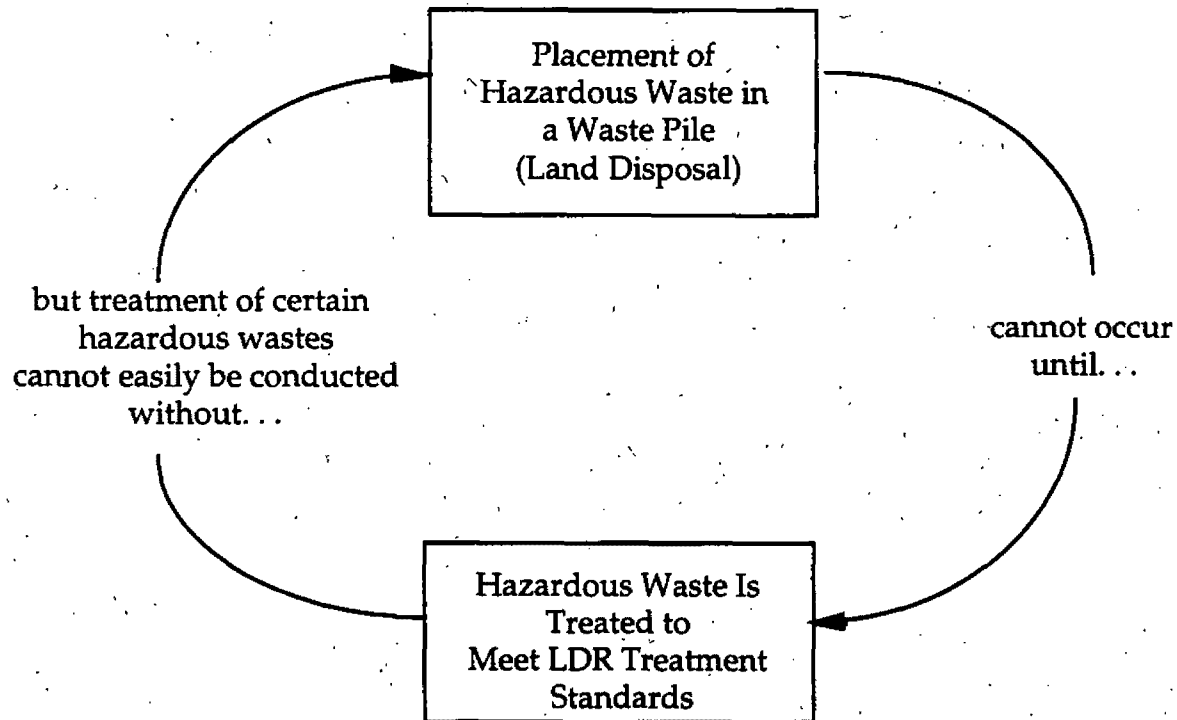 Placement of
Hazardous Waste in
a Waste Pile
(Land Disposal)
cannot occur
until. . .
Hazardous Waste Is
Treated to
Meet LDR Treatment
Standards
but treatment of certain
hazardous wastes
cannot easily be conducted
without. . .